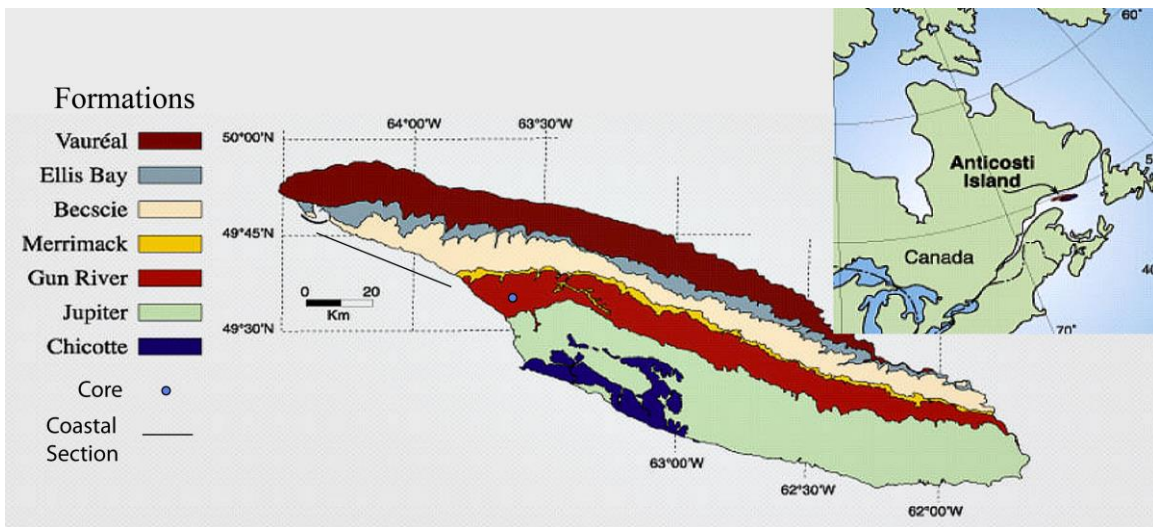 Formations
Vauréal
Ellis Bay
Becscie
Merrimack
Gun River
Jupiter
Chicotte
Core
Coastal
Section
50°00'N
49°45'N
49°30'N
64°00'W
63°30'W
0 20
Km
63°00'W
62°30'W
62°00'W
60°
Anticosti
Island
Canada
70°